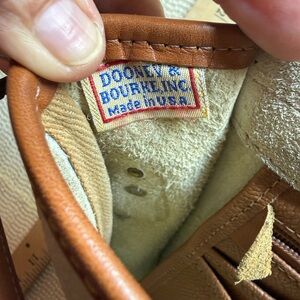 DOONEY &
BOURKE, INC.
Made in U.S.A.